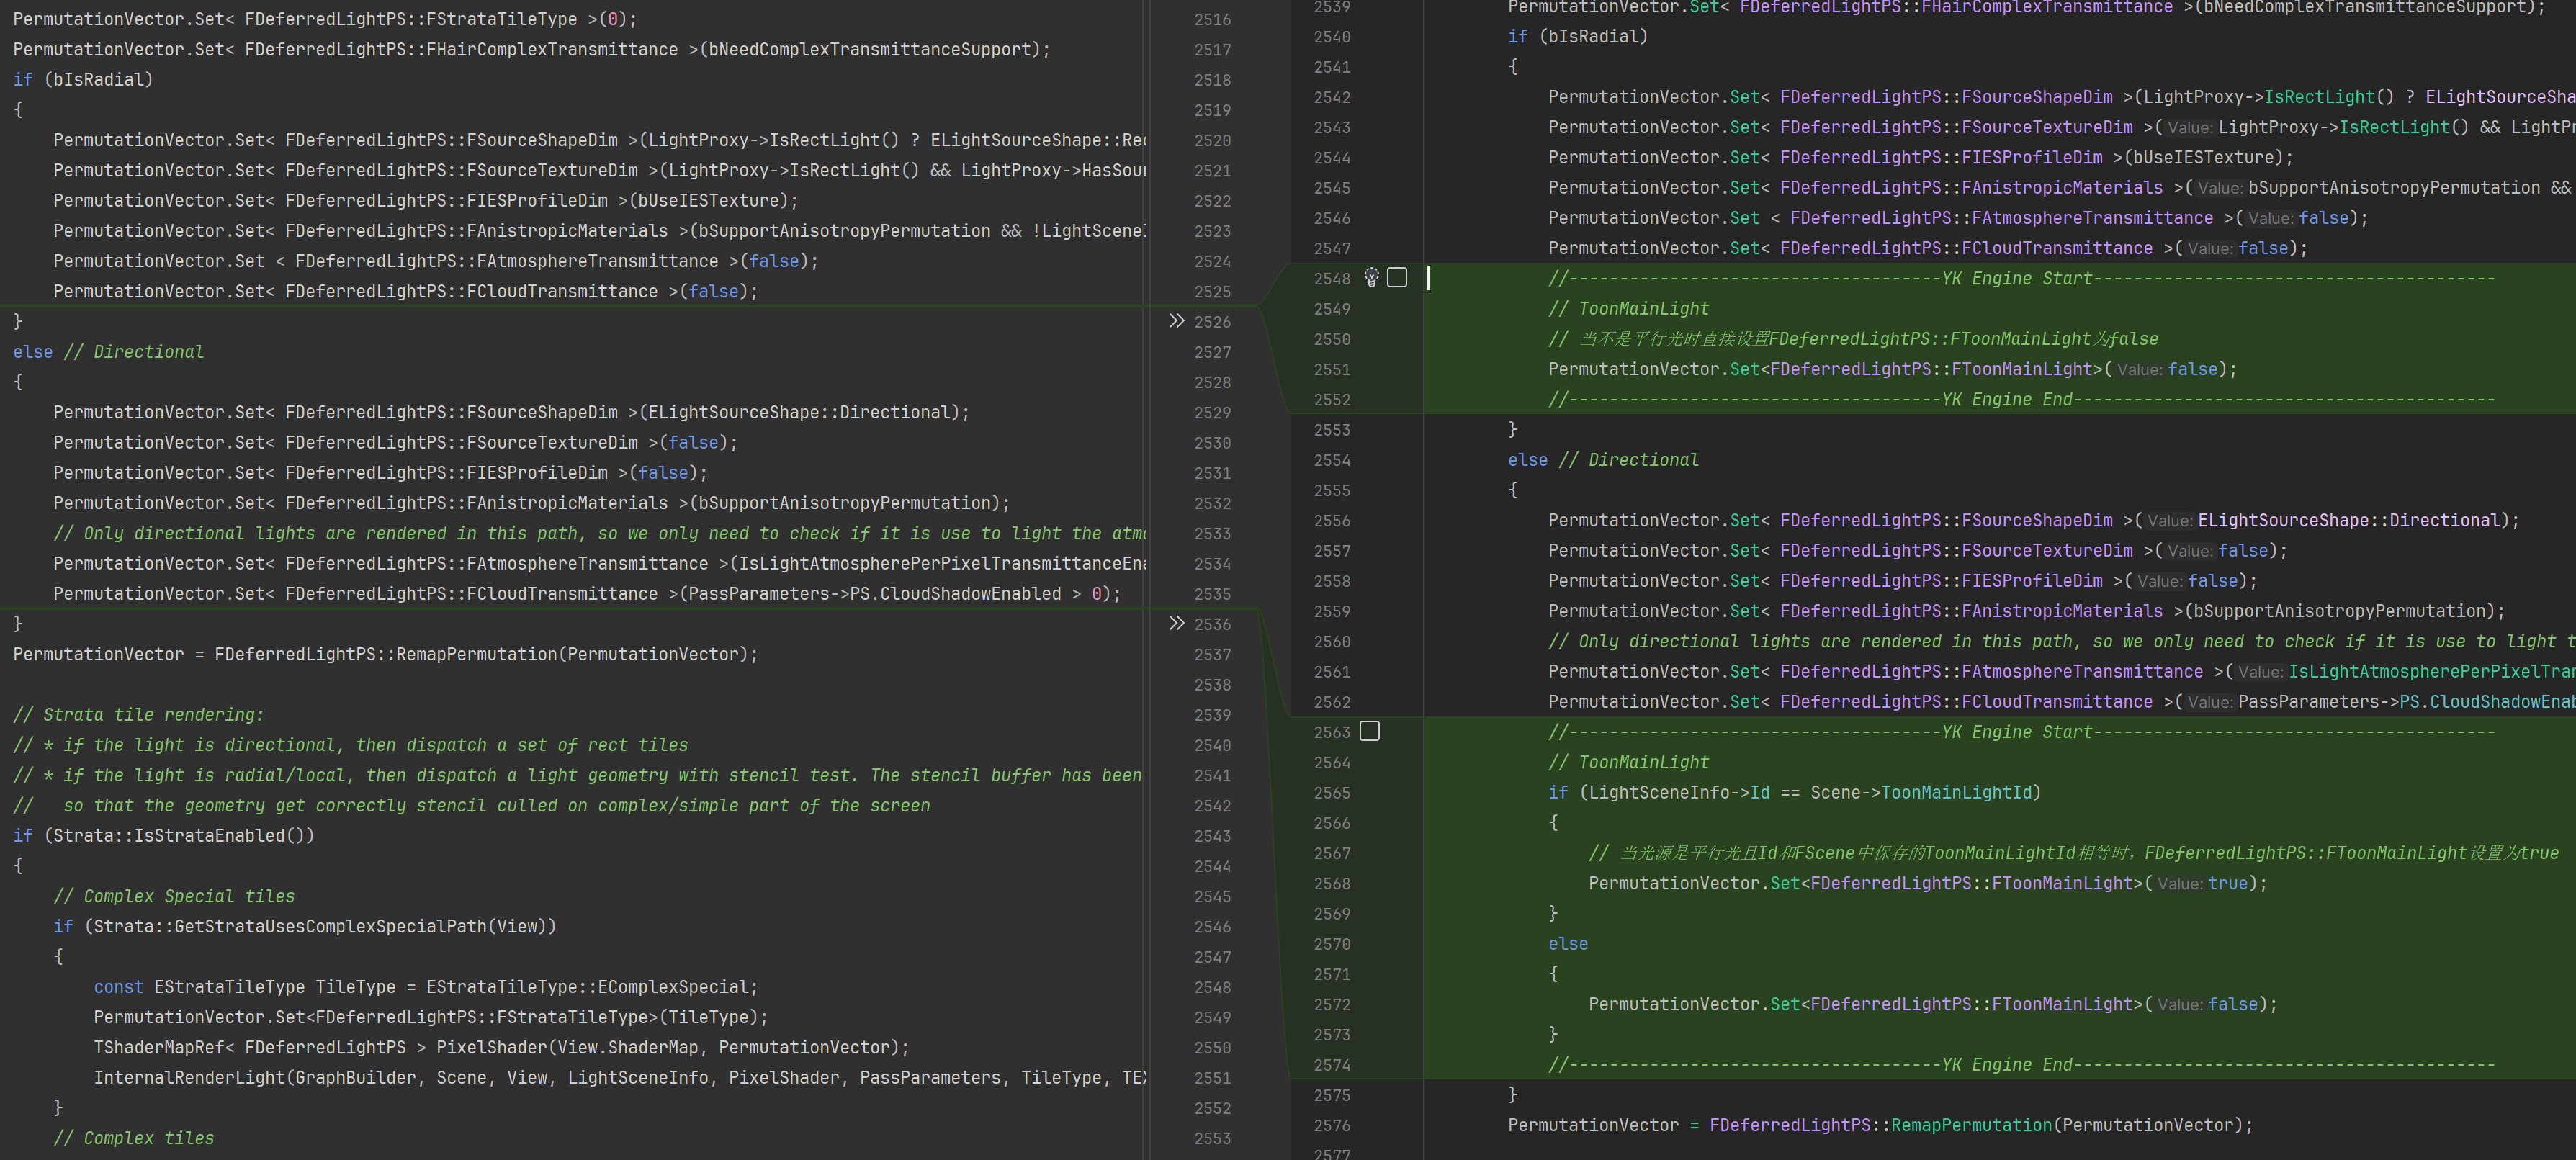 PermutationVector.Set< FDeferredLightPS::FStrataTileType >(0);
PermutationVector.Set< FDeferredLightPS::FHairComplexTransmittance >(bNeedComplexTransmittanceSupport);
if (bIsRadial)
{
PermutationVector.Set< FDeferredLightPS::FSourceShapeDim >(LightProxy->IsRectLight() ? ELightSourceShape::Rec
PermutationVector.Set< FDeferredLightPS::FSourceTextureDim >(LightProxy->IsRectLight() && LightProxy->HasSour
PermutationVector.Set< FDeferredLightPS::FIESProfileDim >(bUseIESTexture);
PermutationVector.Set< FDeferredLightPS::FAnistropicMaterials >(bSupportAnisotropyPermutation && !LightSceneI
PermutationVector.Set < FDeferredLightPS::FAtmosphereTransmittance >(false);
PermutationVector.Set< FDeferredLightPS::FCloudTransmittance >(false);
}
else // Directional
{
PermutationVector.Set< FDeferredLightPS::FSourceShapeDim >(ELightSourceShape::Directional);
PermutationVector.Set< FDeferredLightPS::FSourceTextureDim >(false);
PermutationVector.Set< FDeferredLightPS::FIESProfileDim >(false);
PermutationVector.Set< FDeferredLightPS::FAnistropicMaterials >(bSupportAnisotropyPermutation);
// Only directional lights are rendered in this path, so we only need to check if it is use to light the atmo
PermutationVector.Set< FDeferredLightPS::FAtmosphereTransmittance >(IsLightAtmospherePerPixelTransmittanceEna
PermutationVector.Set< FDeferredLightPS::FCloudTransmittance >(PassParameters->PS.CloudShadowEnabled > 0);
}
PermutationVector = FDeferredLightPS::RemapPermutation(PermutationVector);
// Strata tile rendering:
// * if the light is directional, then dispatch a set of rect tiles
// * if the light is radial/local, then dispatch a light geometry with stencil test. The stencil buffer has been
//   so that the geometry get correctly stencil culled on complex/simple part of the screen
if (Strata::IsStrataEnabled())
{
// Complex Special tiles
if (Strata::GetStrataUsesComplexSpecialPath(View))
{
const EStrataTileType TileType = EStrataTileType::EComplexSpecial;
PermutationVector.Set<FDeferredLightPS::FStrataTileType>(TileType);
TShaderMapRef< FDeferredLightPS > PixelShader(View.ShaderMap, PermutationVector);
InternalRenderLight(GraphBuilder, Scene, View, LightSceneInfo, PixelShader, PassParameters, TileType, TEX
}
// Complex tiles
2516
2517
2518
2519
2520
2521
2522
2523
2524
2525
2526
2527
2528
2529
2530
2531
2532
2533
2534
2535
2536
2537
2538
2539
2540
2541
2542
2543
2544
2545
2546
2547
2548
2549
2550
2551
2552
2553
2539 PermutationVector.Set< FDeferredLightPS::FHairComplexTransmittance >(bNeedComplexTransmittanceSupport);
2540 if (bIsRadial)
2541 {
2542 PermutationVector.Set< FDeferredLightPS::FSourceShapeDim >(LightProxy->IsRectLight() ? ELightSourceSha
2543 PermutationVector.Set< FDeferredLightPS::FSourceTextureDim >( Value: LightProxy->IsRectLight() && LightPr
2544 PermutationVector.Set< FDeferredLightPS::FIESProfileDim >(bUseIESTexture);
2545 PermutationVector.Set< FDeferredLightPS::FAnistropicMaterials >( Value: bSupportAnisotropyPermutation &&
2546 PermutationVector.Set < FDeferredLightPS::FAtmosphereTransmittance >( Value: false);
2547 PermutationVector.Set< FDeferredLightPS::FCloudTransmittance >( Value: false);
2548 //-------------------------------------YK Engine Start----------------------------------------
2549 // ToonMainLight
2550 // 当不是平行光时直接设置FDeferredLightPS::FToonMainLight为false
2551 PermutationVector.Set<FDeferredLightPS::FToonMainLight>( Value: false);
2552 //-------------------------------------YK Engine End------------------------------------------
2553 }
2554 else // Directional
2555 {
2556 PermutationVector.Set< FDeferredLightPS::FSourceShapeDim >( Value: ELightSourceShape::Directional);
2557 PermutationVector.Set< FDeferredLightPS::FSourceTextureDim >( Value: false);
2558 PermutationVector.Set< FDeferredLightPS::FIESProfileDim >( Value: false);
2559 PermutationVector.Set< FDeferredLightPS::FAnistropicMaterials >(bSupportAnisotropyPermutation);
2560 // Only directional lights are rendered in this path, so we only need to check if it is use to light t
2561 PermutationVector.Set< FDeferredLightPS::FAtmosphereTransmittance >( Value: IsLightAtmospherePerPixelTran
2562 PermutationVector.Set< FDeferredLightPS::FCloudTransmittance >( Value: PassParameters->PS.CloudShadowEnab
2563 //-------------------------------------YK Engine Start----------------------------------------
2564 // ToonMainLight
2565 if (LightSceneInfo->Id == Scene->ToonMainLightId)
2566 {
2567 // 当光源是平行光且Id和FScene中保存的ToonMainLightId相等时，FDeferredLightPS::FToonMainLight设置为true
2568 PermutationVector.Set<FDeferredLightPS::FToonMainLight>( Value: true);
2569 }
2570 else
2571 {
2572 PermutationVector.Set<FDeferredLightPS::FToonMainLight>( Value: false);
2573 }
2574 //-------------------------------------YK Engine End------------------------------------------
2575 }
2576 PermutationVector = FDeferredLightPS::RemapPermutation(PermutationVector);
2577